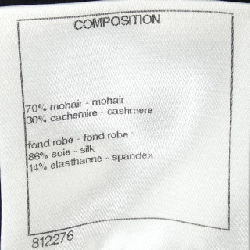 COMPOSITION
70% mohair - mohair
30% cachemire - cashmere
fond robe - fond robe -
86% soie - silk
14% elasthanne - spandex
812276